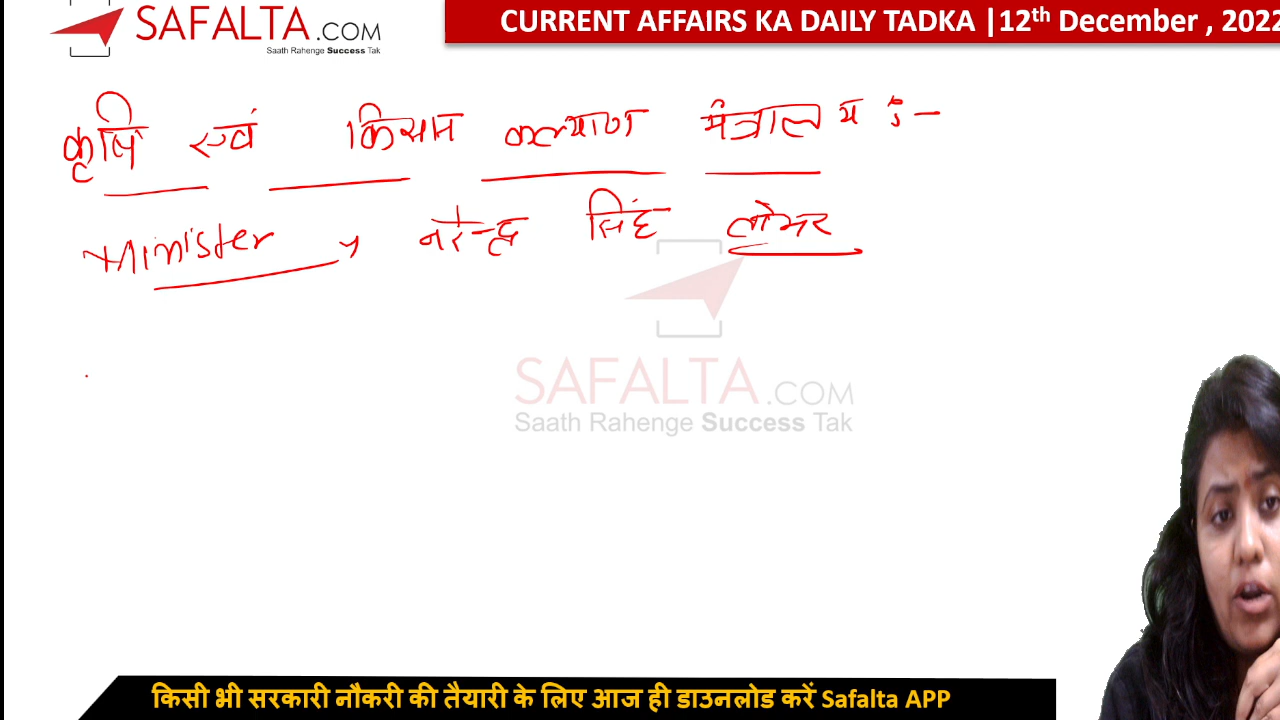 SAFALTA.COM
Saath Rahenge Success Tak
CURRENT AFFAIRS KA DAILY TADKA |12th December , 2022
कृषि एवं किसान कल्याण मंत्रालय :-
Minister → नरेन्द्र सिंह तोमर
SAFALTA.COM
Saath Rahenge Success Tak
किसी भी सरकारी नौकरी की तैयारी के लिए आज ही डाउनलोड करें Safalta APP